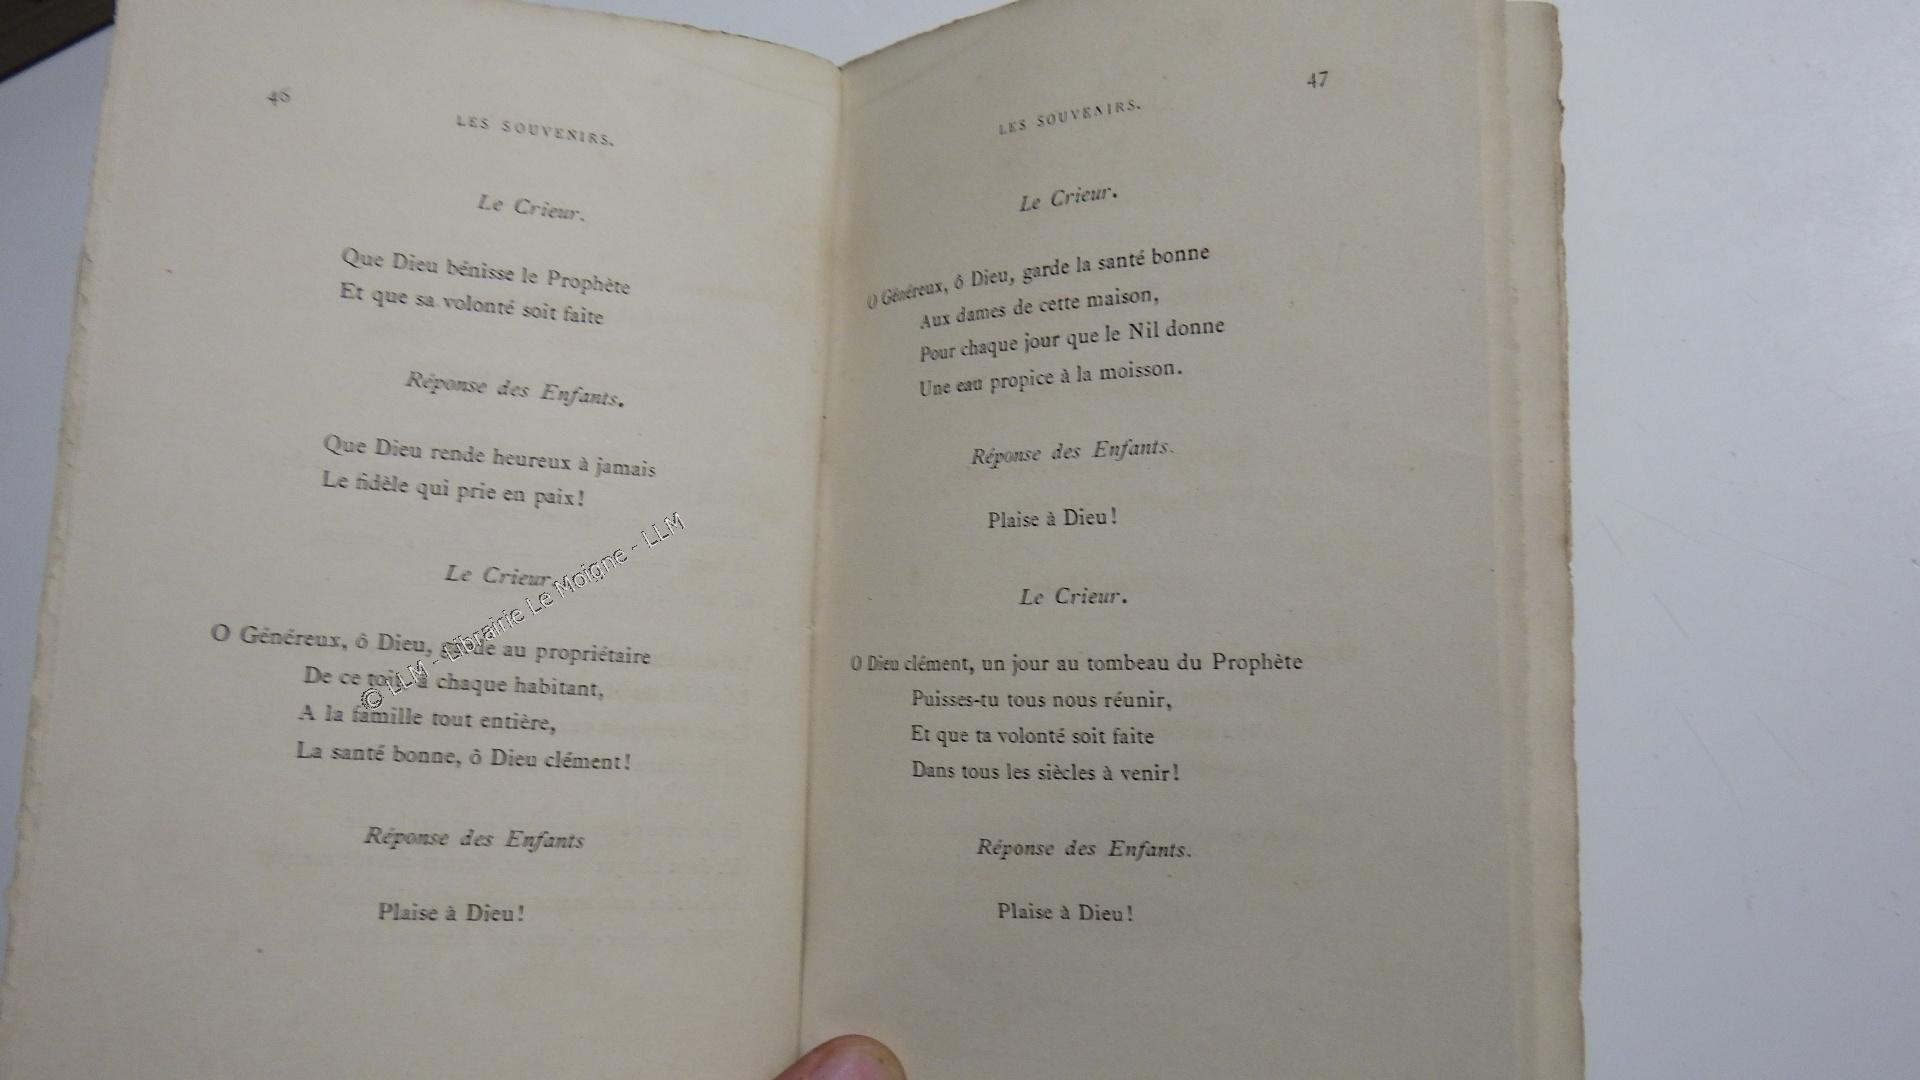 46
LES SOUVENIRS.
Le Crieur.
Que Dieu bénisse le Prophète
Et que sa volonté soit faite
Réponse des Enfants.
Que Dieu rende heureux à jamais
Le fidèle qui prie en paix!
Le Crieur.
O Généreux, ô Dieu, garde au propriétaire
De ce toit, à chaque habitant,
A la famille tout entière,
La santé bonne, ô Dieu clément!
Réponse des Enfants
Plaise à Dieu!
© LLM - Librairie Le Moigne - LLM
47
LES SOUVENIRS.
Le Crieur.
O Généreux, ô Dieu, garde la santé bonne
Aux dames de cette maison,
Pour chaque jour que le Nil donne
Une eau propice à la moisson.
Réponse des Enfants.
Plaise à Dieu!
Le Crieur.
O Dieu clément, un jour au tombeau du Prophète
Puisses-tu tous nous réunir,
Et que ta volonté soit faite
Dans tous les siècles à venir!
Réponse des Enfants.
Plaise à Dieu!